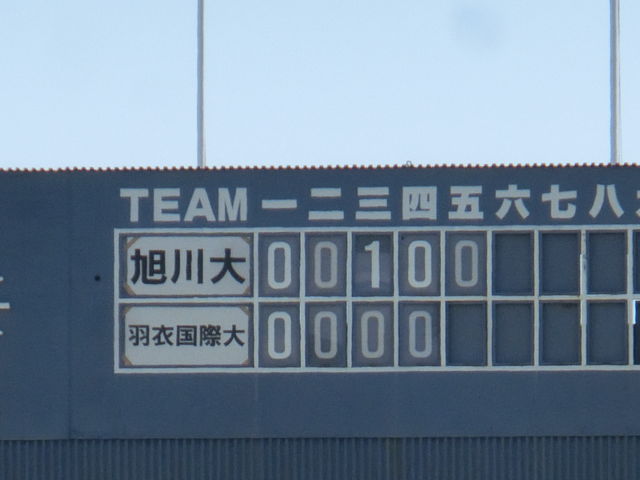 TEAM 一 二 三 四 五 六 七 八
旭川大 0 0 1 0 0
羽衣国際大 0 0 0 0